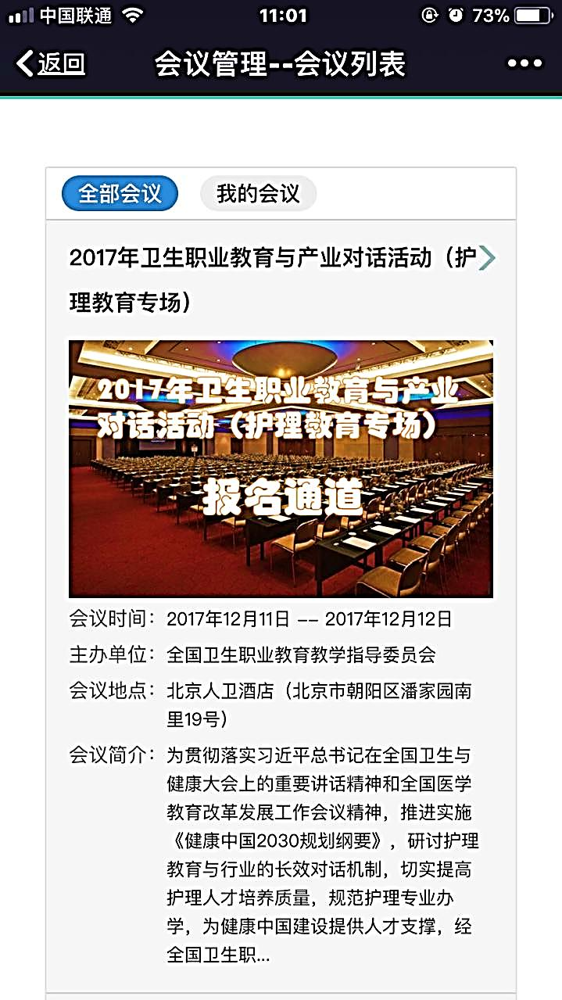 中国联通
11:01
73%
返回
会议管理--会议列表
全部会议
我的会议
2017年卫生职业教育与产业对话活动（护
理教育专场）
2017年卫生职业教育与产业
对话活动（护理教育专场）
报名通道
会议时间：2017年12月11日 -- 2017年12月12日
主办单位：全国卫生职业教育教学指导委员会
会议地点：北京人卫酒店（北京市朝阳区潘家园南
里19号）
会议简介：为贯彻落实习近平总书记在全国卫生与
健康大会上的重要讲话精神和全国医学
教育改革发展工作会议精神，推进实施
《健康中国2030规划纲要》，研讨护理
教育与行业的长效对话机制，切实提高
护理人才培养质量，规范护理专业办
学，为健康中国建设提供人才支撑，经
全国卫生职...